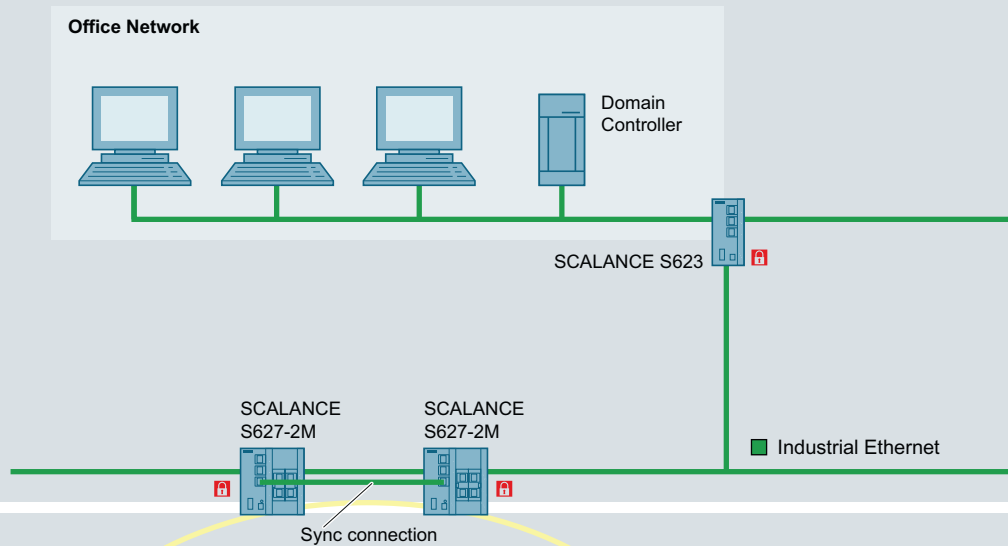 Office Network
Domain
Controller
SCALANCE S623
SCALANCE
S627-2M
SCALANCE
S627-2M
Industrial Ethernet
Sync connection